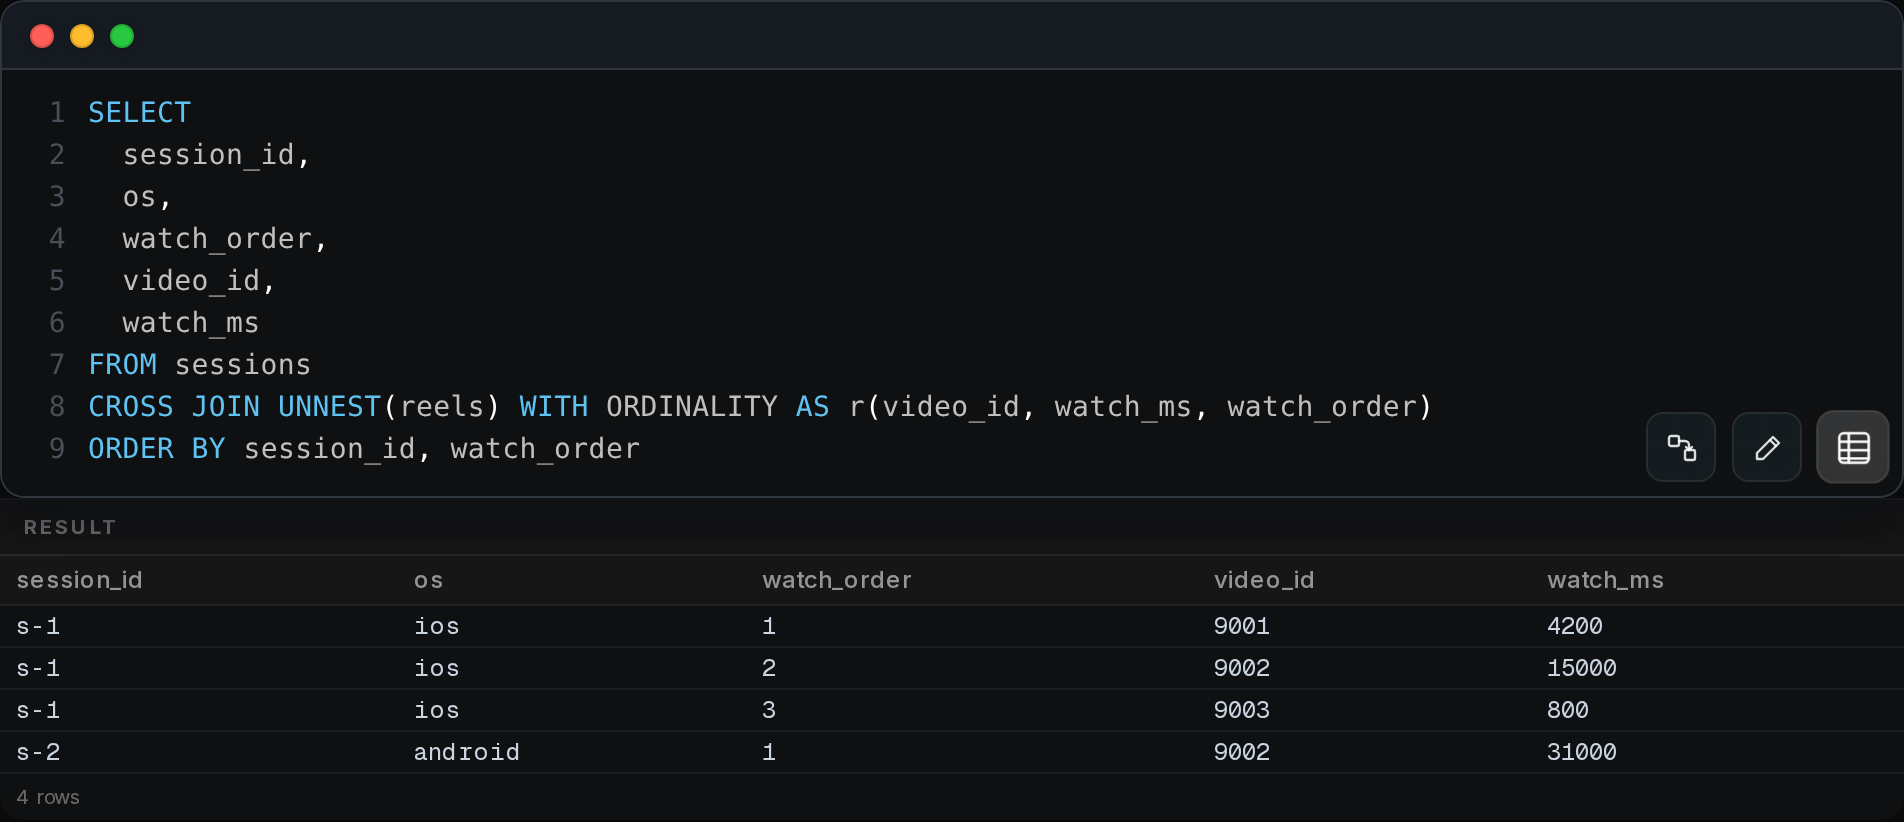 1 SELECT
2   session_id,
3   os,
4   watch_order,
5   video_id,
6   watch_ms
7 FROM sessions
8 CROSS JOIN UNNEST(reels) WITH ORDINALITY AS r(video_id, watch_ms, watch_order)
9 ORDER BY session_id, watch_order
RESULT
session_id os watch_order video_id watch_ms
s-1 ios 1 9001 4200
s-1 ios 2 9002 15000
s-1 ios 3 9003 800
s-2 android 1 9002 31000
4 rows